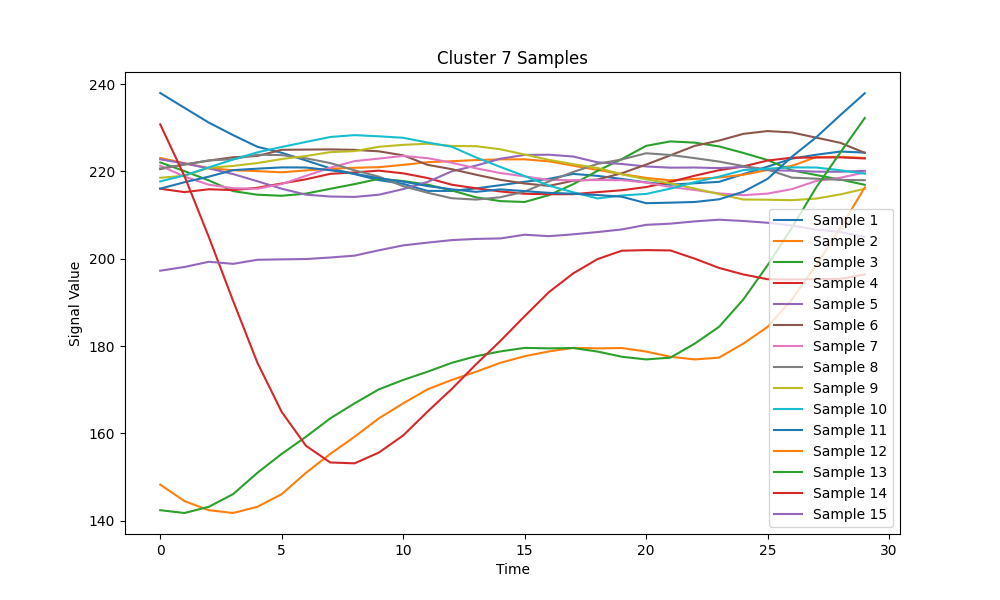 Cluster 7 Samples
240
220
200
180
160
140
Signal Value
0
5
10
15
20
25
30
Time
Sample 1
Sample 2
Sample 3
Sample 4
Sample 5
Sample 6
Sample 7
Sample 8
Sample 9
Sample 10
Sample 11
Sample 12
Sample 13
Sample 14
Sample 15